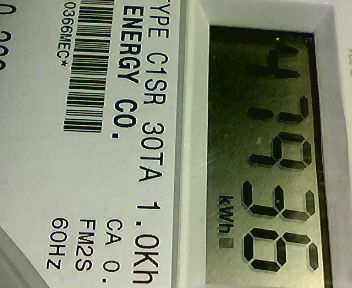 TYPE C1SR 30TA 1.0Kh
ENERGY CO.
CA 0.
FM2S
60HZ
0366MEC*
47936
kWh